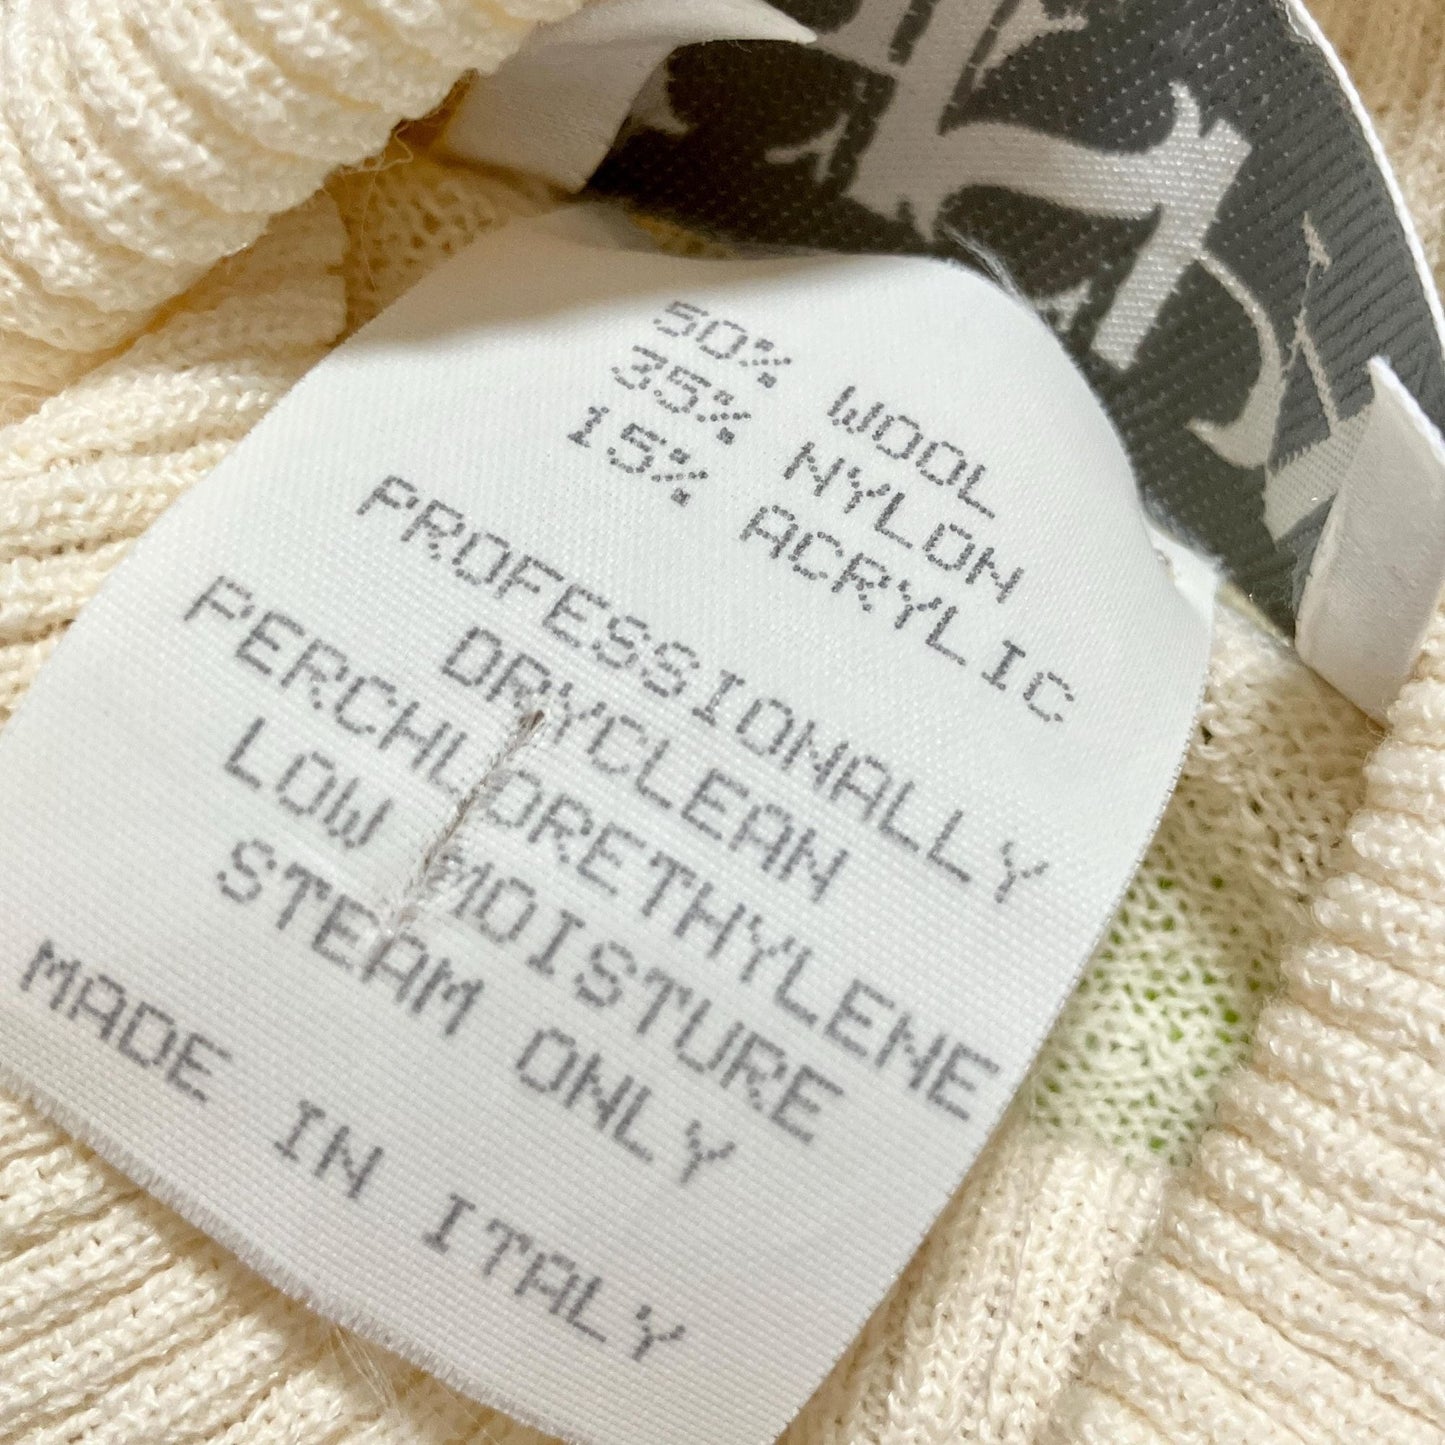 50% WOOL
35% NYLON
15% ACRYLIC
PROFESSIONALLY
DRYCLEAN
PERCHLORETHYLENE
LOW MOISTURE
STEAM ONLY
MADE IN ITALY